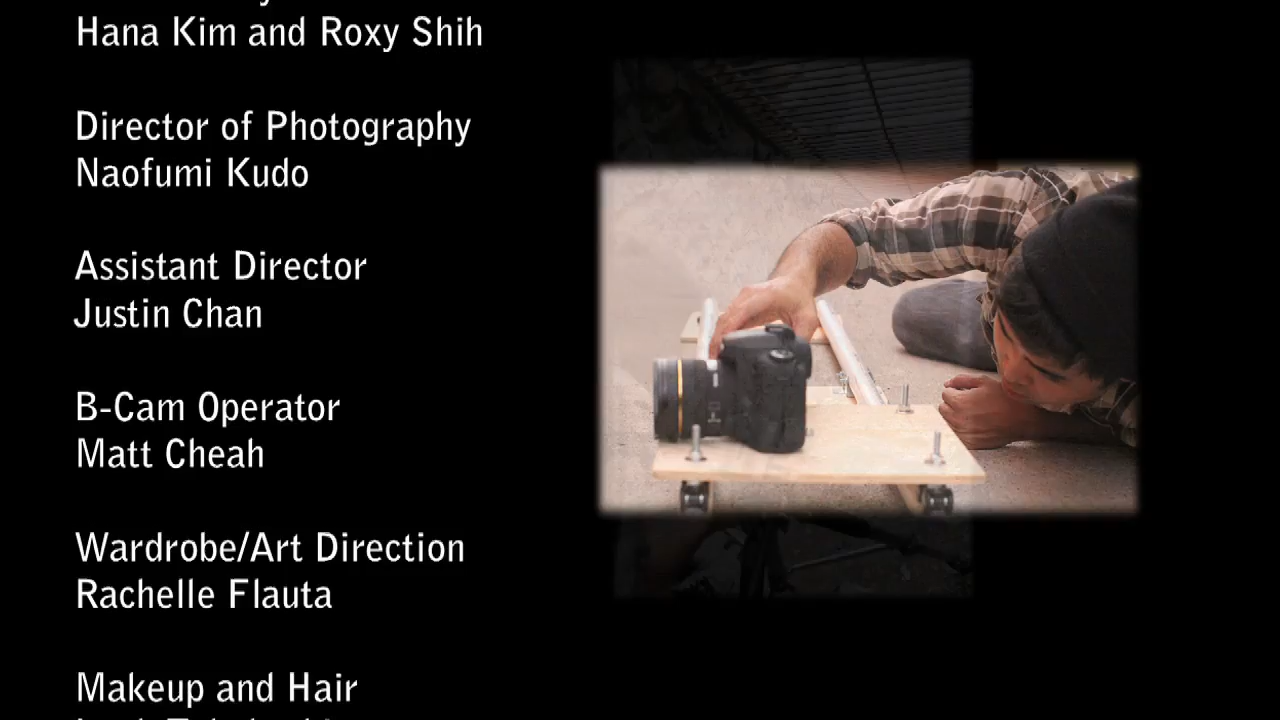 Hana Kim and Roxy Shih
Director of Photography
Naofumi Kudo
Assistant Director
Justin Chan
B-Cam Operator
Matt Cheah
Wardrobe/Art Direction
Rachelle Flauta
Makeup and Hair